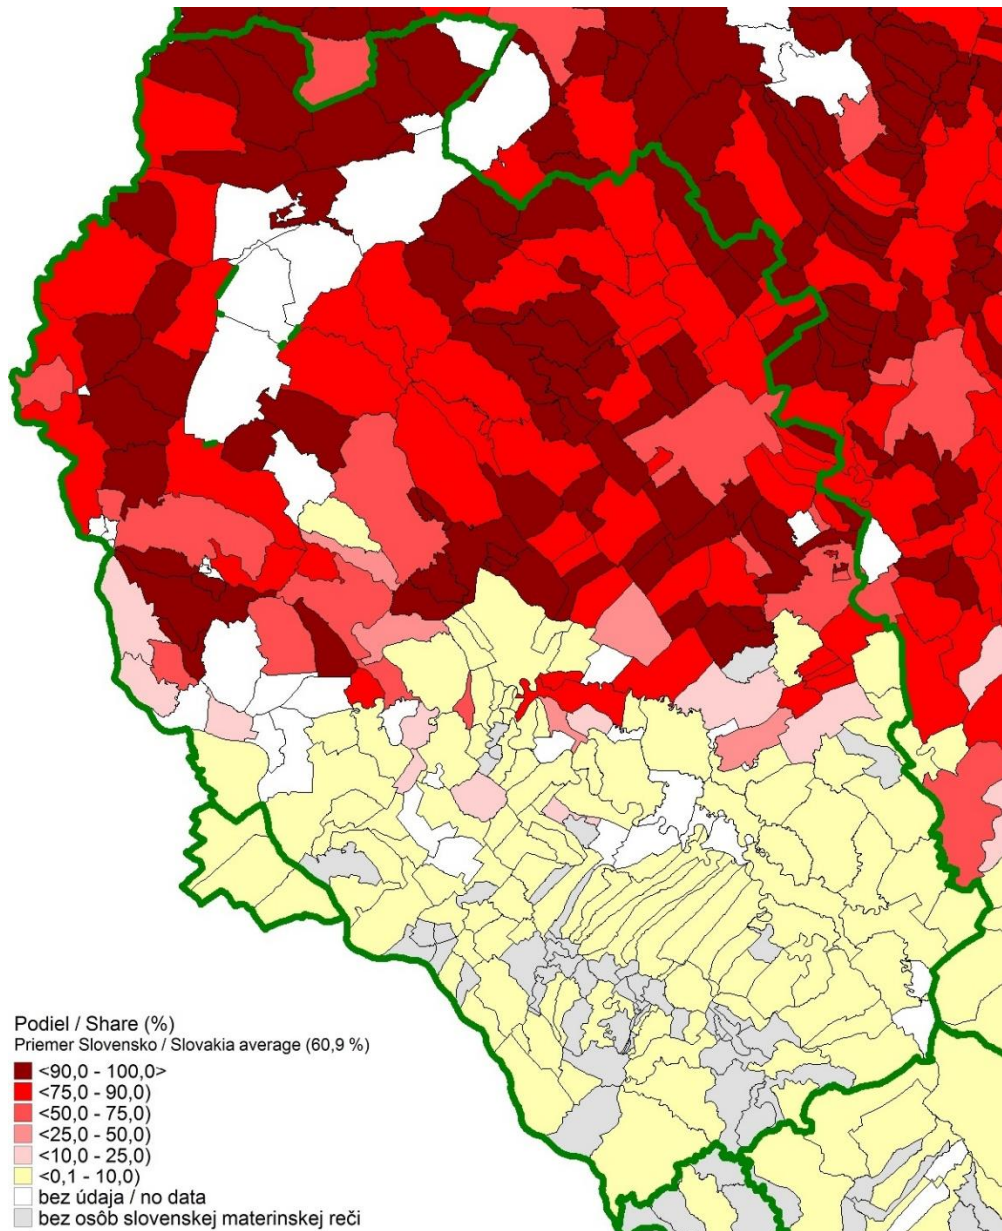 Podiel / Share (%)
Priemer Slovensko / Slovakia average (60,9 %)
<90,0 - 100,0>
<75,0 - 90,0)
<50,0 - 75,0)
<25,0 - 50,0)
<10,0 - 25,0)
<0,1 - 10,0)
bez údaja / no data
bez osôb slovenskej materinskej reči